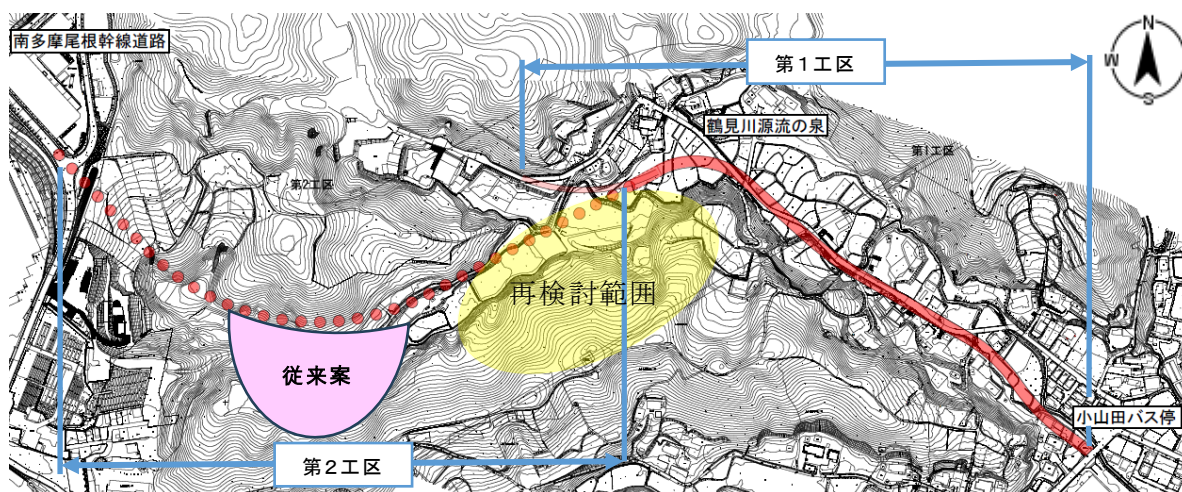 南多摩尾根幹線道路
第1工区
N
W
S
鶴見川源流の泉
第1工区
第2工区
再検討範囲
従来案
小山田バス停
第2工区